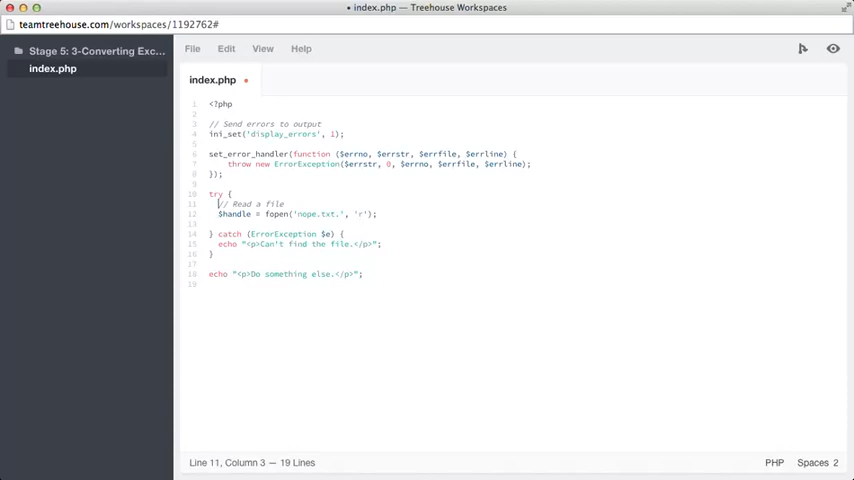 • index.php — Treehouse Workspaces
teamtreehouse.com/workspaces/1192762#
Stage 5: 3-Converting Exc...
index.php
File Edit View Help
index.php •
1 <?php
2
3 // Send errors to output
4 ini_set('display_errors', 1);
5
6 set_error_handler(function ($errno, $errstr, $errfile, $errline) {
7 throw new ErrorException($errstr, 0, $errno, $errfile, $errline);
8 });
9
10 try {
11 // Read a file
12 $handle = fopen('nope.txt.', 'r');
13
14 } catch (ErrorException $e) {
15 echo "<p>Can't find the file.</p>";
16 }
17
18 echo "<p>Do something else.</p>";
19
Line 11, Column 3 — 19 Lines
PHP Spaces 2